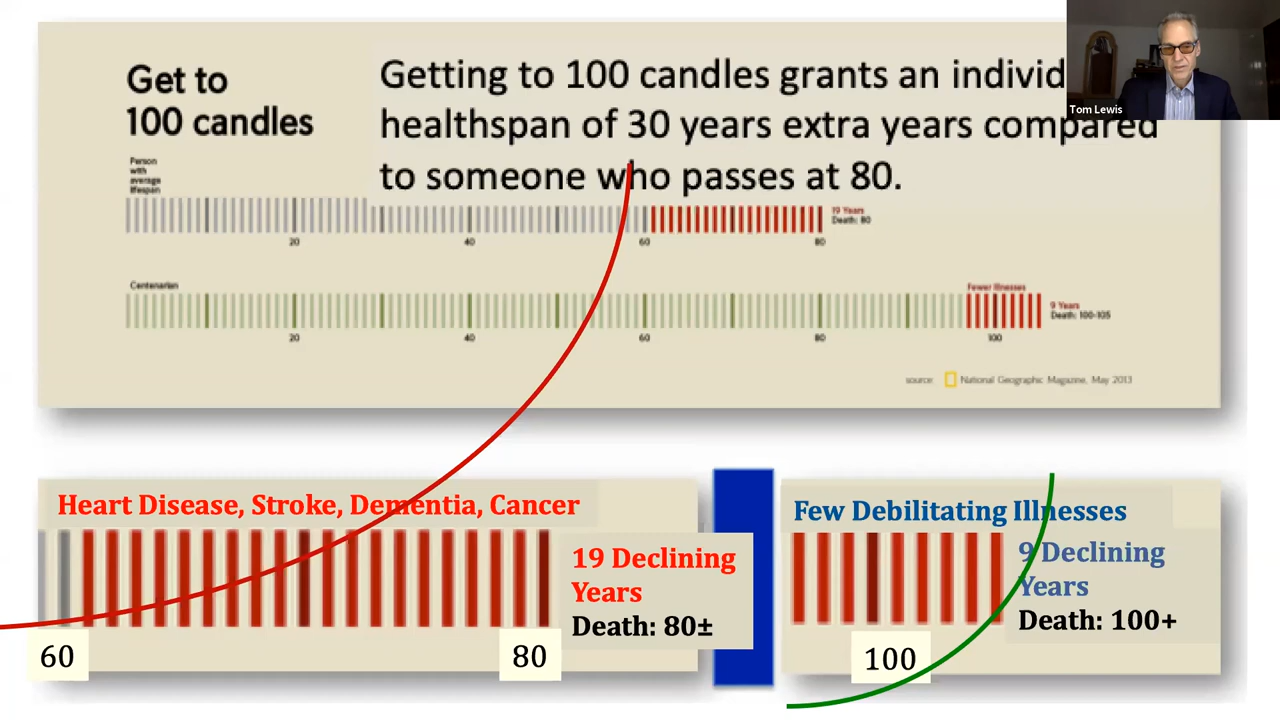 Get to
100 candles
Getting to 100 candles grants an individ
healthspan of 30 years extra years compared
to someone who passes at 80.
Tom Lewis
Person
with
average
lifespan
19 Years
Death: 80
20 40 60 80
Centenarian
Fewer Illnesses
9 Years
Death: 100-105
20 40 60 80 100
source: National Geographic Magazine, May 2013
Heart Disease, Stroke, Dementia, Cancer
19 Declining
Years
Death: 80±
60 80
Few Debilitating Illnesses
9 Declining
Years
Death: 100+
100